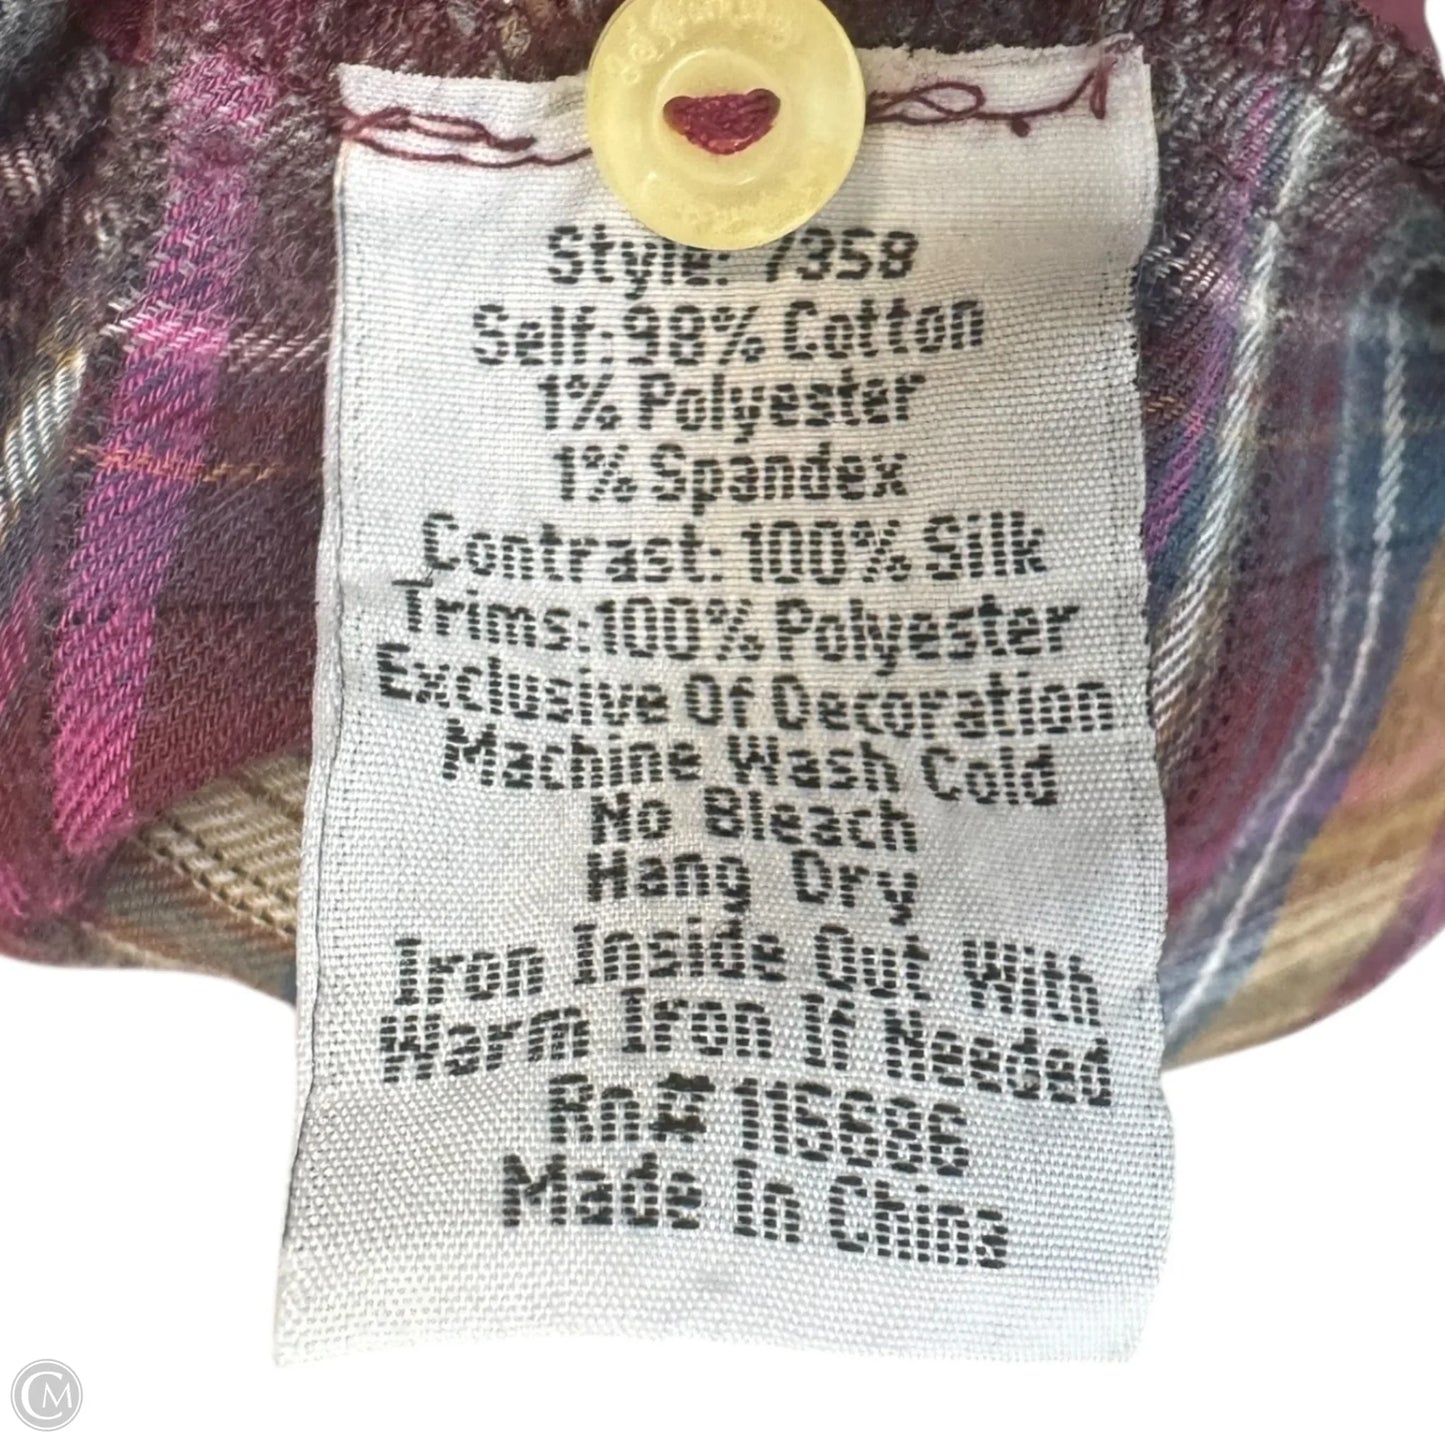 Style: 7358
Self:98% Cotton
1% Polyester
1% Spandex
Contrast: 100% Silk
Trims:100% Polyester
Exclusive Of Decoration
Machine Wash Cold
No Bleach
Hang Dry
Iron Inside Out With
Warm Iron If Needed
Rn# 115686
Made In China
CM